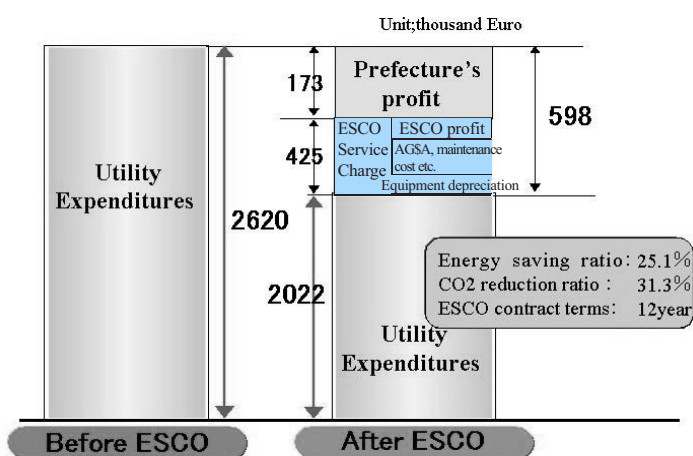 Unit;thousand Euro
Prefecture's
profit
173
598
ESCO
Service
Charge
ESCO profit
AG$A, maintenance
cost etc.
Equipment depreciation
425
Utility
Expenditures
2620
2022
Energy saving ratio: 25.1%
CO2 reduction ratio : 31.3%
ESCO contract terms: 12year
Utility
Expenditures
Before ESCO
After ESCO